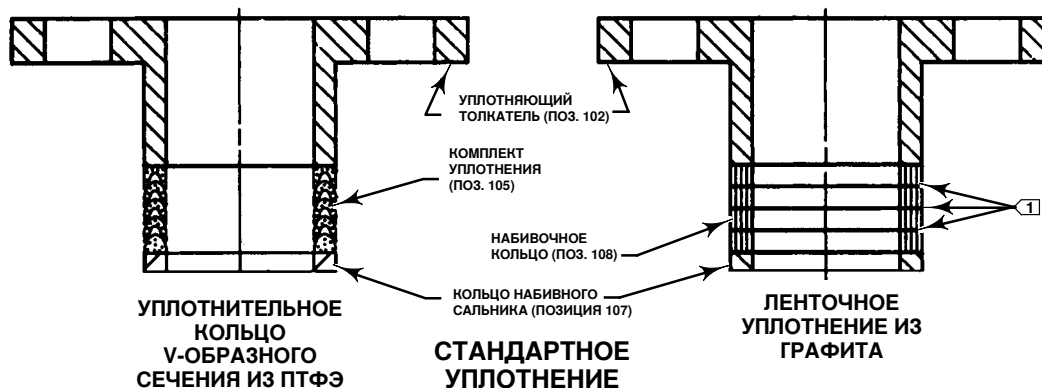 УПЛОТНЯЮЩИЙ
ТОЛКАТЕЛЬ (ПОЗ. 102)
КОМПЛЕКТ
УПЛОТНЕНИЯ
(ПОЗ. 105)
1
НАБИВОЧНОЕ
КОЛЬЦО (ПОЗ. 108)
КОЛЬЦО НАБИВНОГО
САЛЬНИКА (ПОЗИЦИЯ 107)
УПЛОТНИТЕЛЬНОЕ
КОЛЬЦО
V-ОБРАЗНОГО
СЕЧЕНИЯ ИЗ ПТФЭ
СТАНДАРТНОЕ
УПЛОТНЕНИЕ
ЛЕНТОЧНОЕ
УПЛОТНЕНИЕ ИЗ
ГРАФИТА